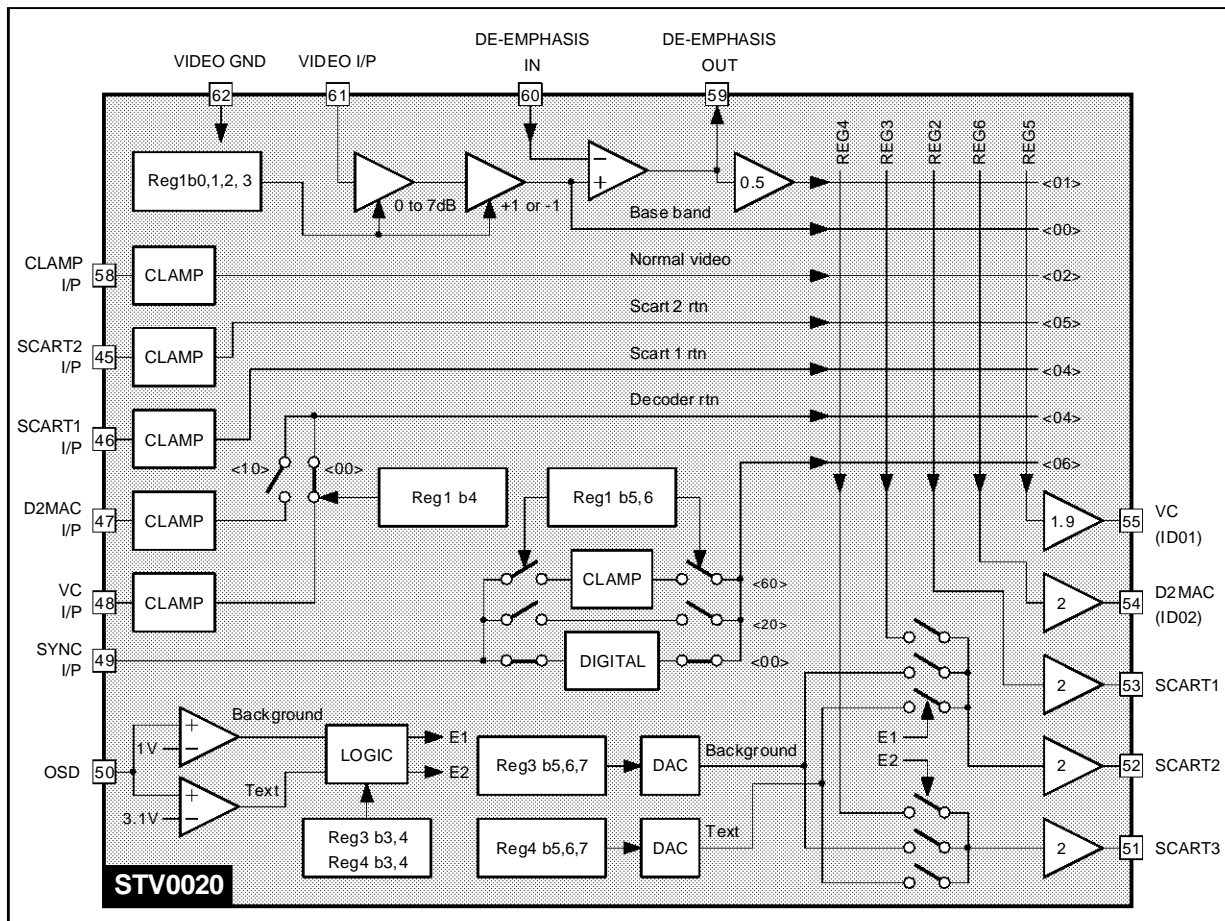 DE-EMPHASIS
IN
DE-EMPHASIS
OUT
VIDEO GND
VIDEO I/P
62
61
60
59
REG4
REG3
REG2
REG6
REG5
Reg1b0,1,2, 3
0 to 7dB
+1 or -1
−
+
0.5
<01>
Base band
<00>
CLAMP
I/P
58
CLAMP
Normal video
<02>
Scart 2 rtn
<05>
SCART2
I/P
45
CLAMP
Scart 1 rtn
<04>
Decoder rtn
<04>
SCART1
I/P
46
CLAMP
<10>
<00>
<06>
Reg1 b4
Reg1 b5,6
D2MAC
I/P
47
CLAMP
1.9
55
VC
(ID01)
CLAMP
<60>
VC
I/P
48
CLAMP
2
54
D2MAC
(ID02)
<20>
SYNC
I/P
49
DIGITAL
<00>
2
53
SCART1
OSD
50
+
−
1V
Background
+
−
3.1V
Text
LOGIC
E1
E2
Reg3 b3,4
Reg4 b3,4
Reg3 b5,6,7
DAC
Background
Reg4 b5,6,7
DAC
Text
E1
E2
2
52
SCART2
2
51
SCART3
STV0020